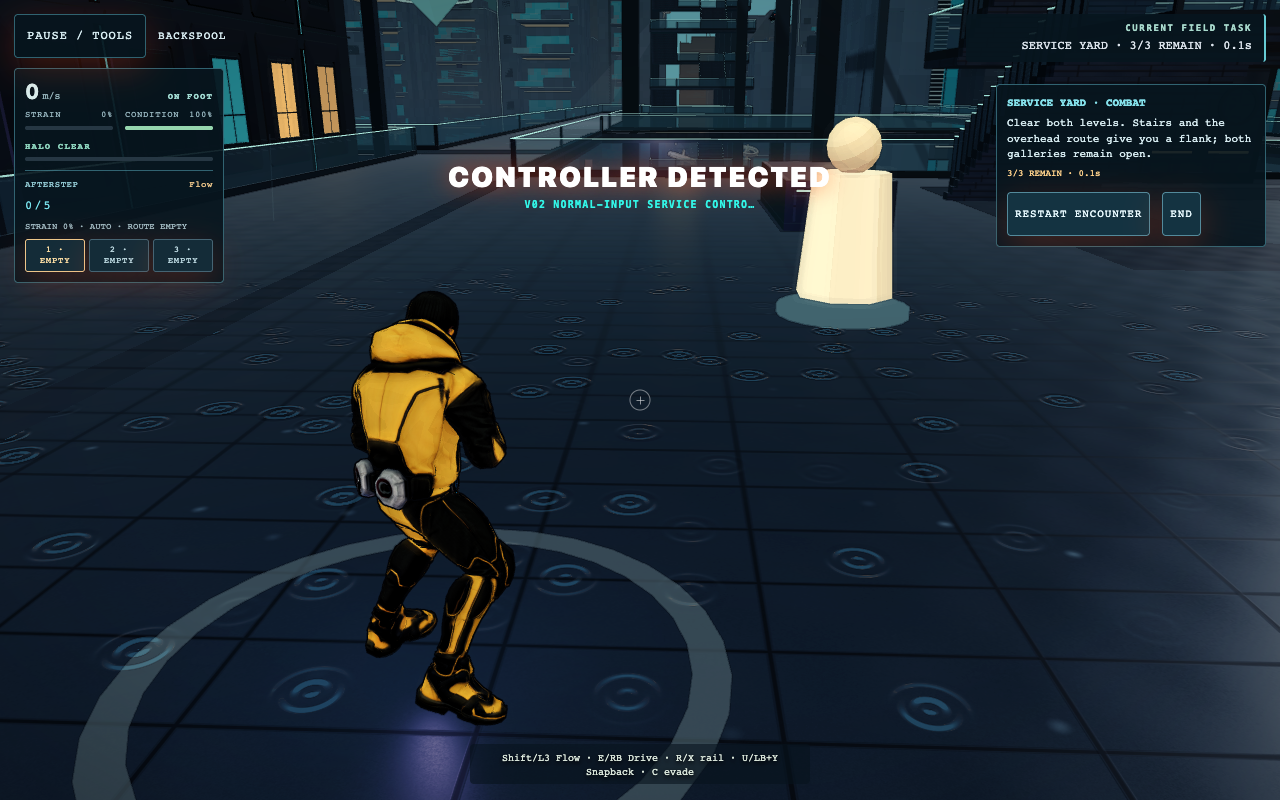 PAUSE / TOOLS
BACKSPOOL
0 m/s
ON FOOT
STRAIN 0%
CONDITION 100%
HALO CLEAR
AFTERSTEP Flow
0/5
STRAIN 0% · AUTO · ROUTE EMPTY
1 · EMPTY
2 · EMPTY
3 · EMPTY
CONTROLLER DETECTED
V02 NORMAL-INPUT SERVICE CONTRO…
CURRENT FIELD TASK
SERVICE YARD · 3/3 REMAIN · 0.1s
SERVICE YARD · COMBAT
Clear both levels. Stairs and the
overhead route give you a flank; both
galleries remain open.
3/3 REMAIN · 0.1s
RESTART ENCOUNTER
END
Shift/L3 Flow · E/RB Drive · R/X rail · U/LB+Y
Snapback · C evade